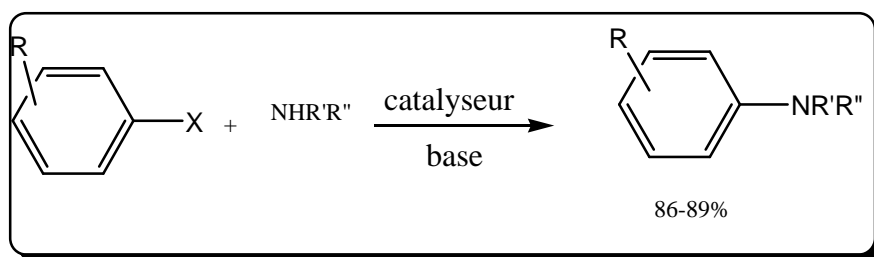 R
X + NHR'R"
catalyseur
base
R
NR'R"
86-89%